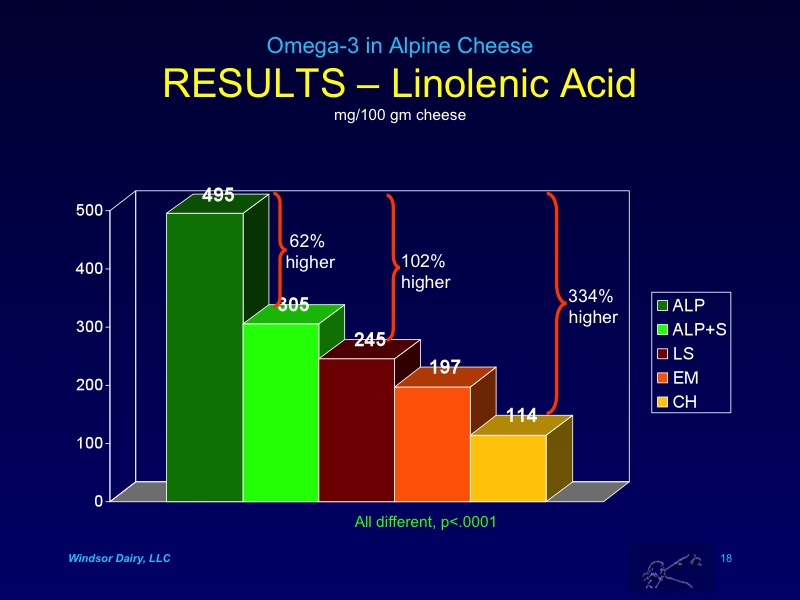 Omega-3 in Alpine Cheese
RESULTS – Linolenic Acid
mg/100 gm cheese
495
500
62%
higher
102%
higher
400
334%
higher
305
300
245
197
200
114
100
0
ALP
ALP+S
LS
EM
CH
All different, p<.0001
Windsor Dairy, LLC
18